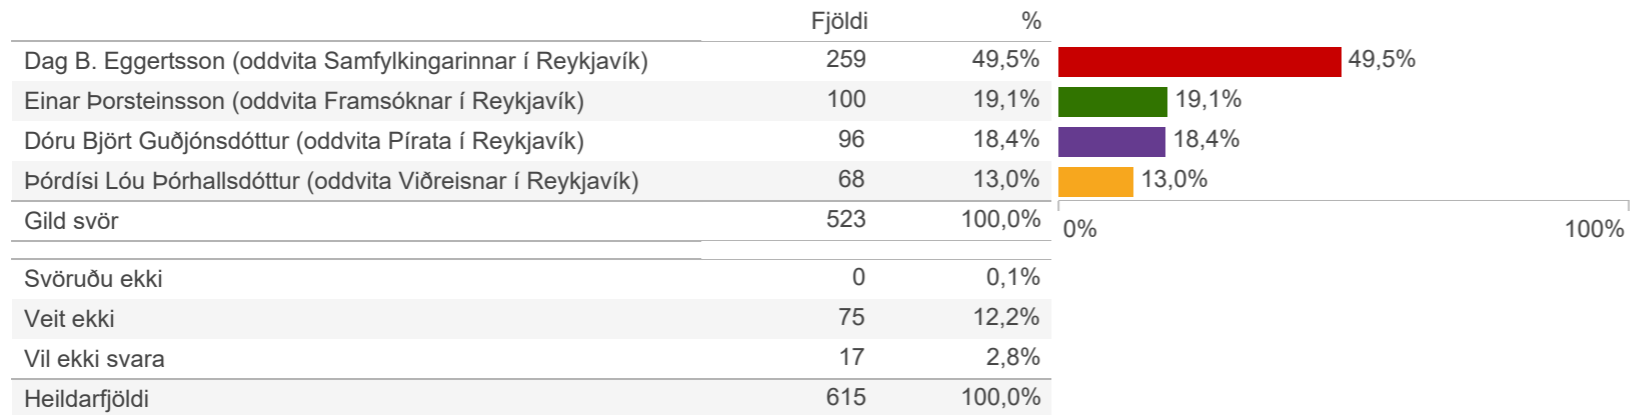 Fjöldi %
Dag B. Eggertsson (oddvita Samfylkingarinnar í Reykjavík) 259 49,5% 49,5%
Einar Þorsteinsson (oddvita Framsóknar í Reykjavík) 100 19,1% 19,1%
Dóru Björt Guðjónsdóttur (oddvita Pírata í Reykjavík) 96 18,4% 18,4%
Þórdísi Lóu Þórhallsdóttur (oddvita Viðreisnar í Reykjavík) 68 13,0% 13,0%
Gild svör 523 100,0% 0% 100%
Svöruðu ekki 0 0,1%
Veit ekki 75 12,2%
Vil ekki svara 17 2,8%
Heildarfjöldi 615 100,0%